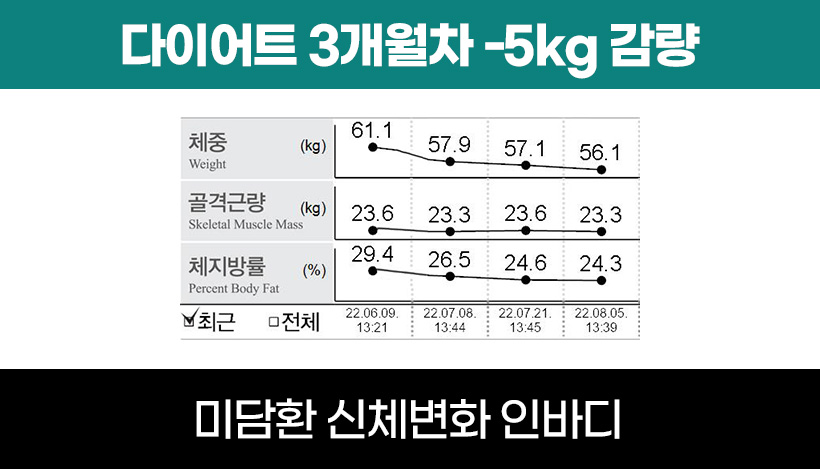 다이어트 3개월차 -5kg 감량
체중 (kg) 61.1 57.9 57.1 56.1
Weight
골격근량 (kg) 23.6 23.3 23.6 23.3
Skeletal Muscle Mass
체지방률 (%) 29.4 26.5 24.6 24.3
Percent Body Fat
최근 전체 22.06.09. 22.07.08. 22.07.21. 22.08.05.
13:21 13:44 13:45 13:39
미담환 신체변화 인바디